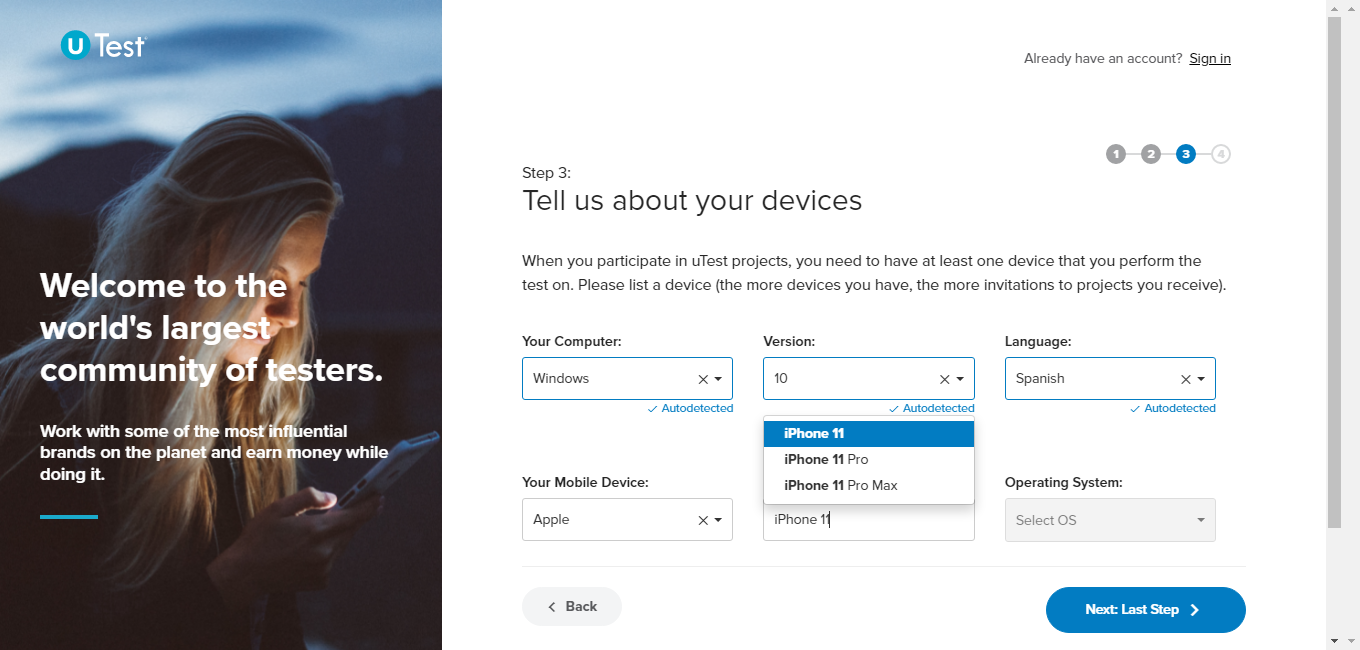 uTest
Already have an account? Sign in
1 2 3 4
Step 3:
Tell us about your devices
Welcome to the
world's largest
community of testers.
Work with some of the most influential
brands on the planet and earn money while
doing it.
When you participate in uTest projects, you need to have at least one device that you perform the
test on. Please list a device (the more devices you have, the more invitations to projects you receive).
Your Computer: Version: Language:
Windows 10 Spanish
Autodetected Autodetected Autodetected
iPhone 11
iPhone 11 Pro
iPhone 11 Pro Max
Your Mobile Device: Operating System:
Apple iPhone 11 Select OS
Back Next: Last Step